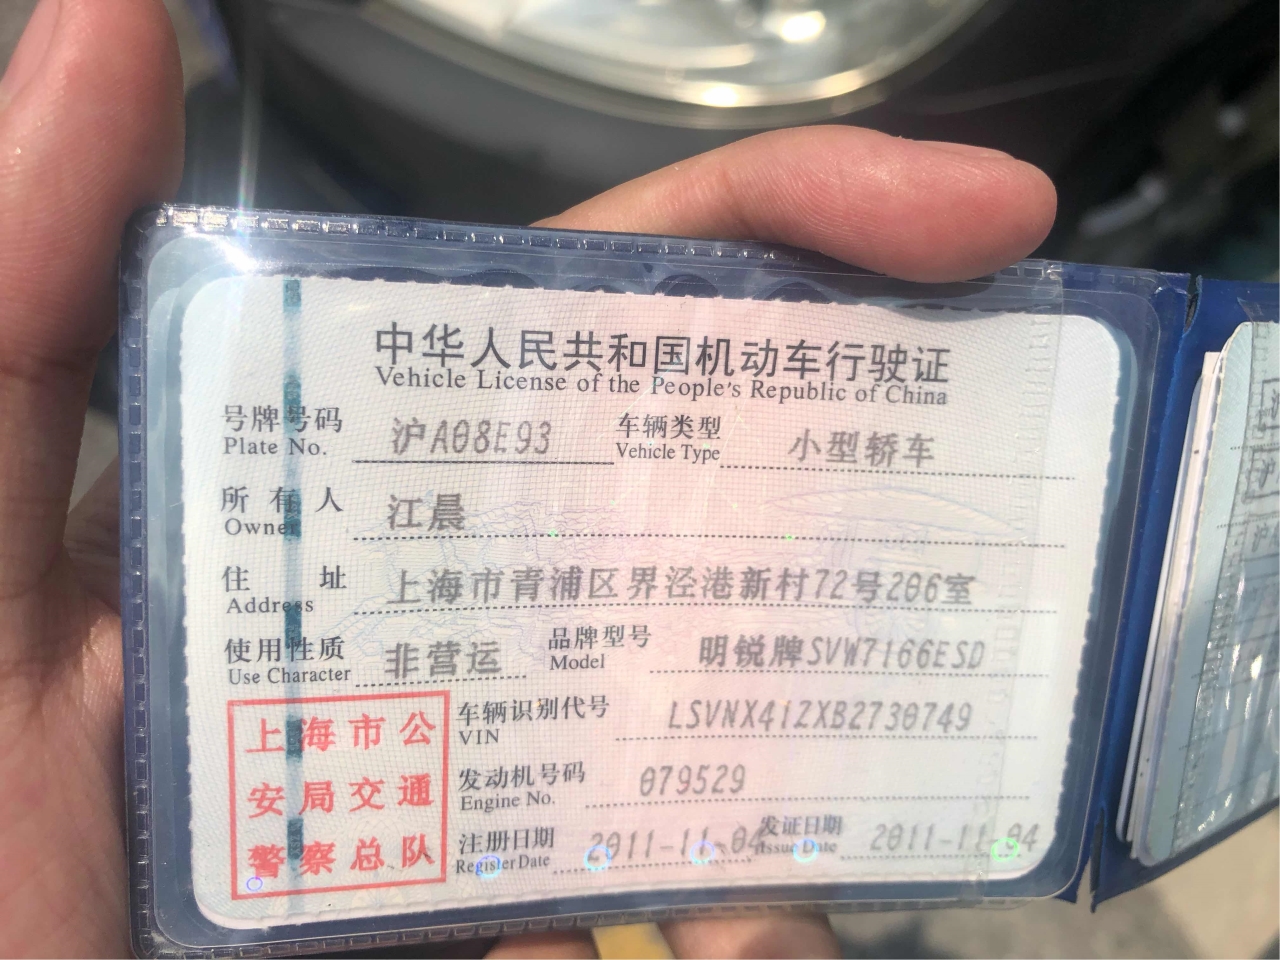 中华人民共和国机动车行驶证
Vehicle License of the People's Republic of China
号牌号码 沪A08E93 车辆类型 小型轿车
Plate No. Vehicle Type
所有人 江晨
Owner
住址 上海市青浦区界泾港新村72号206室
Address
使用性质 非营运 品牌型号 明锐牌SVW7166ESD
Use Character Model
上海市公
安局交通
警察总队
车辆识别代号 LSVNX41ZXB2730749
VIN
发动机号码 079529
Engine No.
注册日期 2011-11-04 发证日期 2011-11-04
Register Date Issue Date